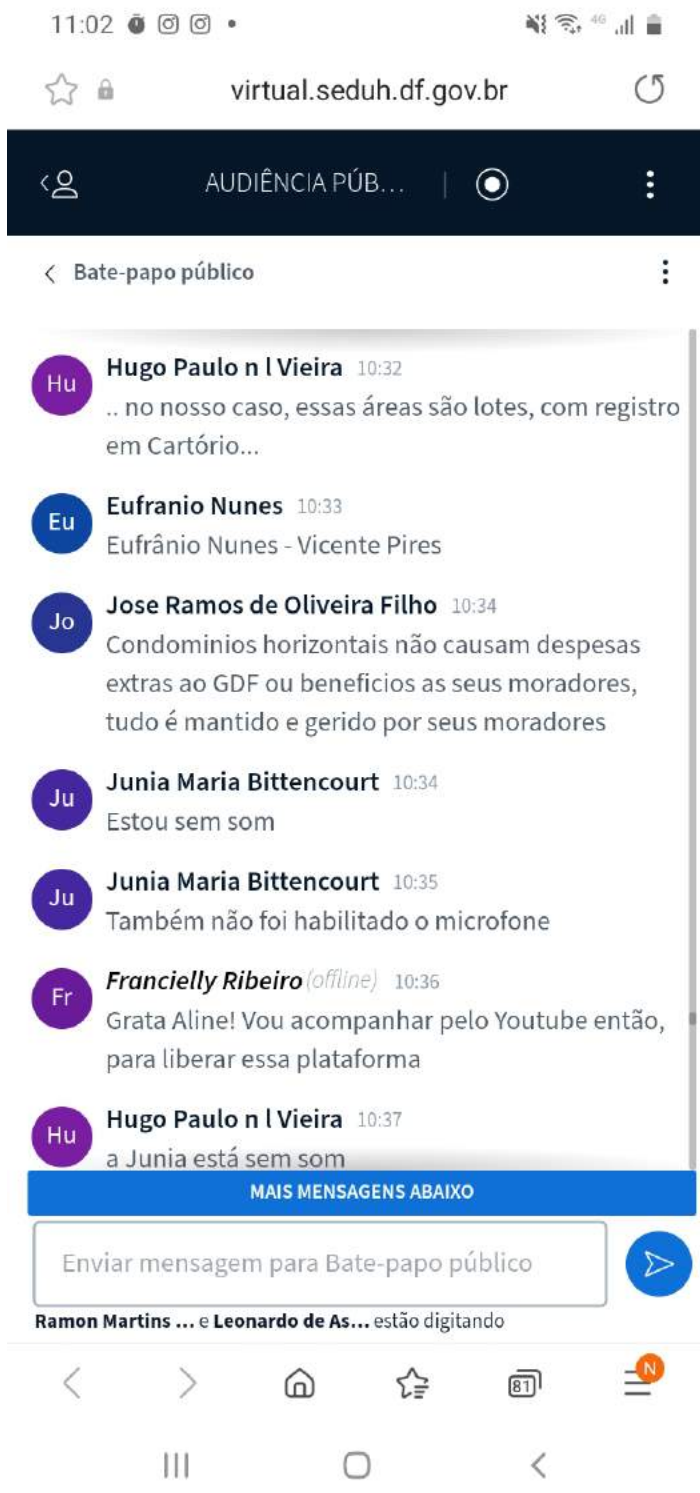 11:02
4G
virtual.seduh.df.gov.br
AUDIÊNCIA PÚB...
Bate-papo público
Hu
Hugo Paulo n l Vieira 10:32
.. no nosso caso, essas áreas são lotes, com registro
em Cartório...
Eu
Eufranio Nunes 10:33
Eufrânio Nunes - Vicente Pires
Jo
Jose Ramos de Oliveira Filho 10:34
Condominios horizontais não causam despesas
extras ao GDF ou beneficios as seus moradores,
tudo é mantido e gerido por seus moradores
Ju
Junia Maria Bittencourt 10:34
Estou sem som
Ju
Junia Maria Bittencourt 10:35
Também não foi habilitado o microfone
Fr
Francielly Ribeiro (offline) 10:36
Grata Aline! Vou acompanhar pelo Youtube então,
para liberar essa plataforma
Hu
Hugo Paulo n l Vieira 10:37
a Junia está sem som
MAIS MENSAGENS ABAIXO
Enviar mensagem para Bate-papo público
Ramon Martins ... e Leonardo de As... estão digitando
81
N